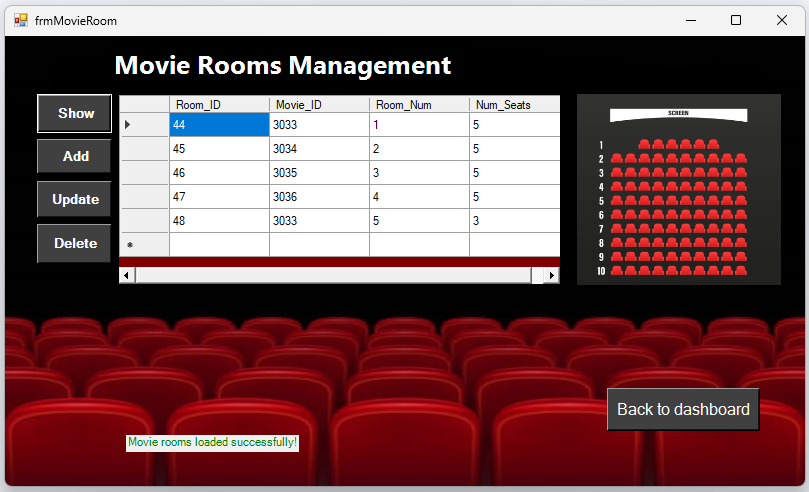 frmMovieRoom
Movie Rooms Management
Show
Add
Update
Delete
Room_ID Movie_ID Room_Num Num_Seats
44 3033 1 5
45 3034 2 5
46 3035 3 5
47 3036 4 5
48 3033 5 3
SCREEN
1
2
3
4
5
6
7
8
9
10
Back to dashboard
Movie rooms loaded successfully!